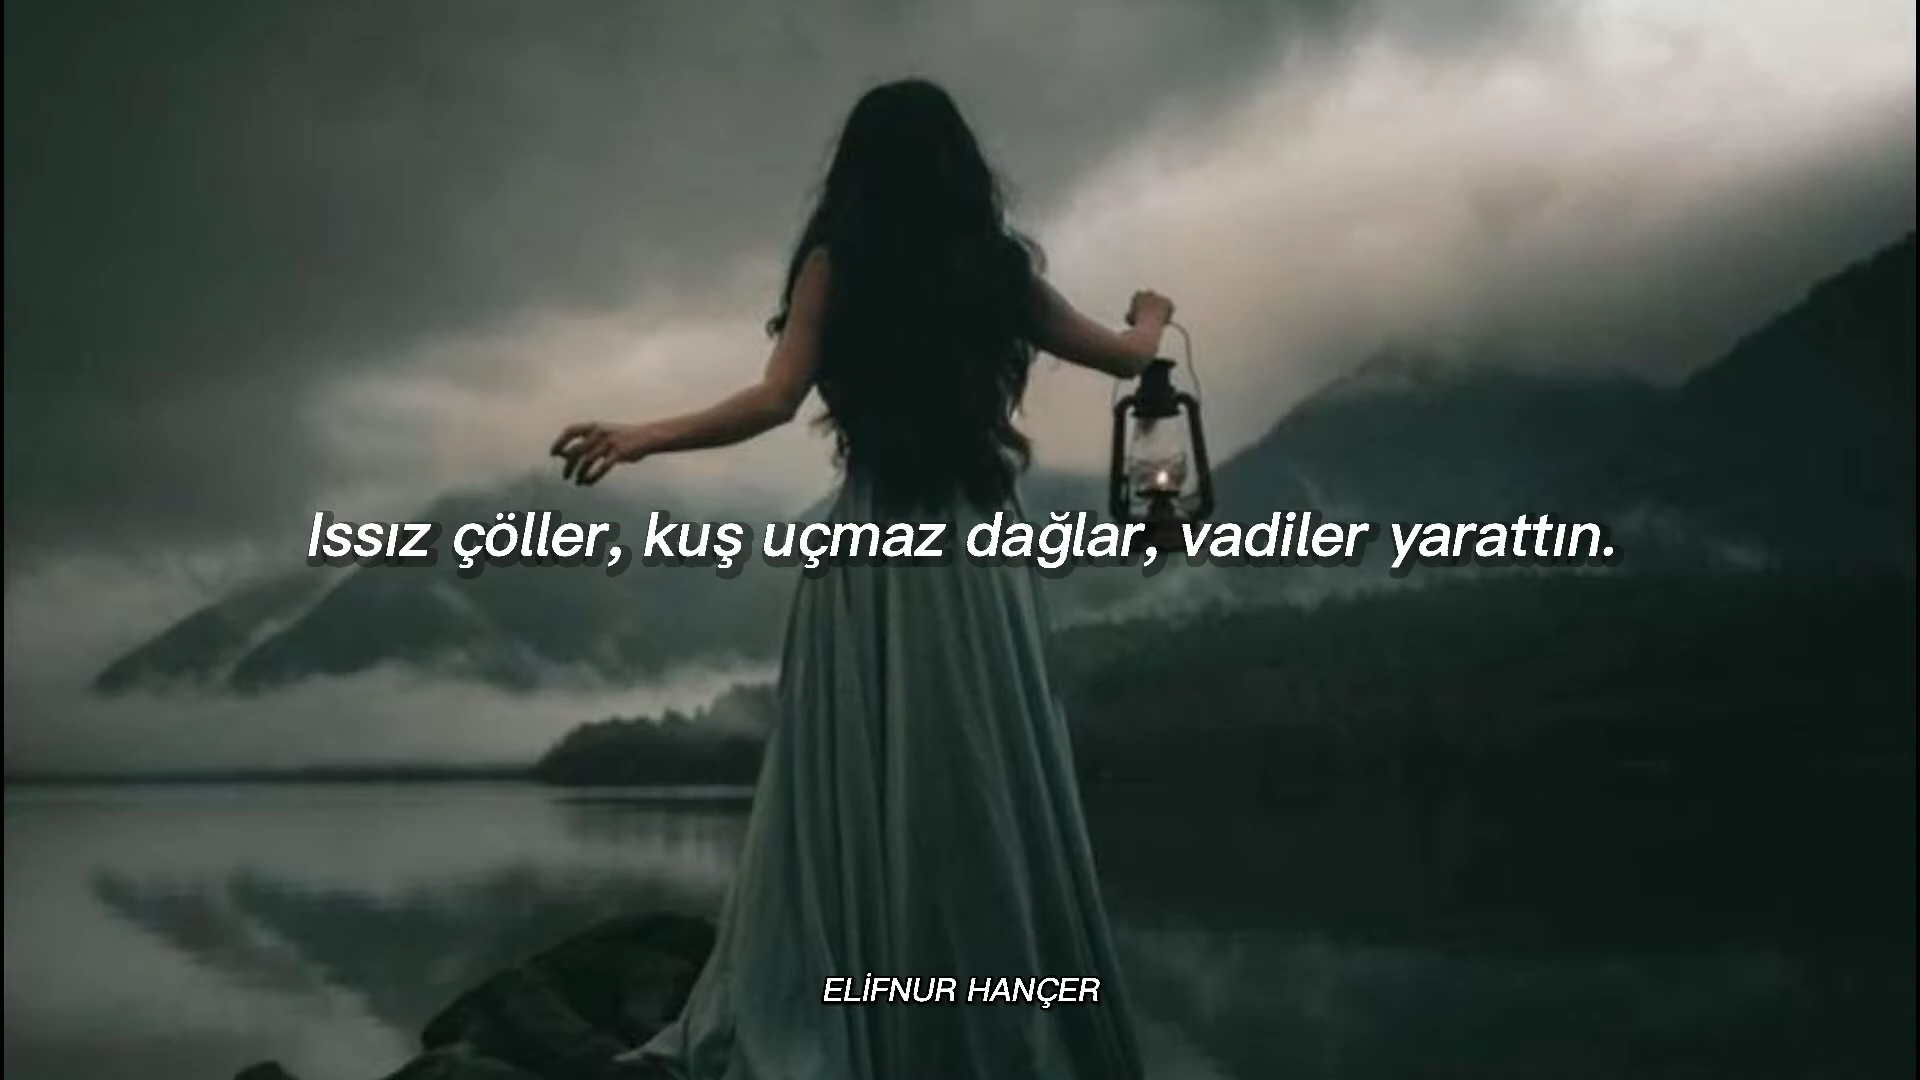 Issız çöller, kuş uçmaz dağlar, vadiler yarattın.
ELİFNUR HANÇER